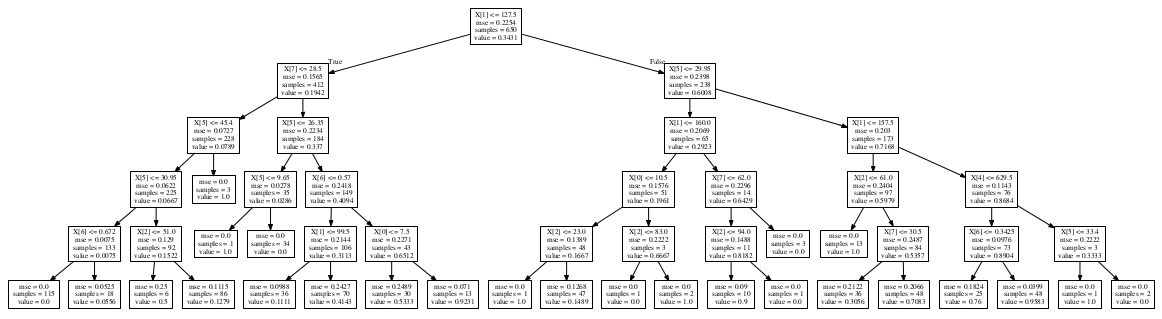 X[1] <= 127.5
mse = 0.2254
samples = 650
value = 0.3431
True
False
X[7] <= 28.5
mse = 0.1565
samples = 412
value = 0.1942
X[5] <= 29.95
mse = 0.2398
samples = 238
value = 0.6008
X[5] <= 45.4
mse = 0.0727
samples = 228
value = 0.0789
X[5] <= 26.35
mse = 0.2234
samples = 184
value = 0.337
X[1] <= 160.0
mse = 0.2069
samples = 65
value = 0.2923
X[1] <= 157.5
mse = 0.203
samples = 173
value = 0.7168
X[5] <= 30.95
mse = 0.0622
samples = 225
value = 0.0667
mse = 0.0
samples = 3
value = 1.0
X[5] <= 9.65
mse = 0.0278
samples = 35
value = 0.0286
X[6] <= 0.57
mse = 0.2418
samples = 149
value = 0.4094
X[0] <= 10.5
mse = 0.1576
samples = 51
value = 0.1961
X[7] <= 62.0
mse = 0.2296
samples = 14
value = 0.6429
X[2] <= 61.0
mse = 0.2404
samples = 97
value = 0.5979
X[4] <= 629.5
mse = 0.1143
samples = 76
value = 0.8684
X[6] <= 0.672
mse = 0.0075
samples = 133
value = 0.0075
X[2] <= 51.0
mse = 0.129
samples = 92
value = 0.1522
mse = 0.0
samples = 1
value = 1.0
mse = 0.0
samples = 34
value = 0.0
X[1] <= 99.5
mse = 0.2144
samples = 106
value = 0.3113
X[0] <= 7.5
mse = 0.2271
samples = 43
value = 0.6512
X[2] <= 23.0
mse = 0.1389
samples = 48
value = 0.1667
X[2] <= 83.0
mse = 0.2222
samples = 3
value = 0.6667
X[2] <= 94.0
mse = 0.1488
samples = 11
value = 0.8182
mse = 0.0
samples = 3
value = 0.0
mse = 0.0
samples = 13
value = 1.0
X[7] <= 30.5
mse = 0.2487
samples = 84
value = 0.5357
X[6] <= 0.3425
mse = 0.0976
samples = 73
value = 0.8904
X[5] <= 33.4
mse = 0.2222
samples = 3
value = 0.3333
mse = 0.0
samples = 115
value = 0.0
mse = 0.0525
samples = 18
value = 0.0556
mse = 0.25
samples = 6
value = 0.5
mse = 0.1115
samples = 86
value = 0.1279
mse = 0.0988
samples = 36
value = 0.1111
mse = 0.2427
samples = 70
value = 0.4143
mse = 0.2489
samples = 30
value = 0.5333
mse = 0.071
samples = 13
value = 0.9231
mse = 0.0
samples = 1
value = 1.0
mse = 0.1268
samples = 47
value = 0.1489
mse = 0.0
samples = 1
value = 0.0
mse = 0.0
samples = 2
value = 1.0
mse = 0.09
samples = 10
value = 0.9
mse = 0.0
samples = 1
value = 0.0
mse = 0.2122
samples = 36
value = 0.3056
mse = 0.2066
samples = 48
value = 0.7083
mse = 0.1824
samples = 25
value = 0.76
mse = 0.0399
samples = 48
value = 0.9583
mse = 0.0
samples = 1
value = 1.0
mse = 0.0
samples = 2
value = 0.0